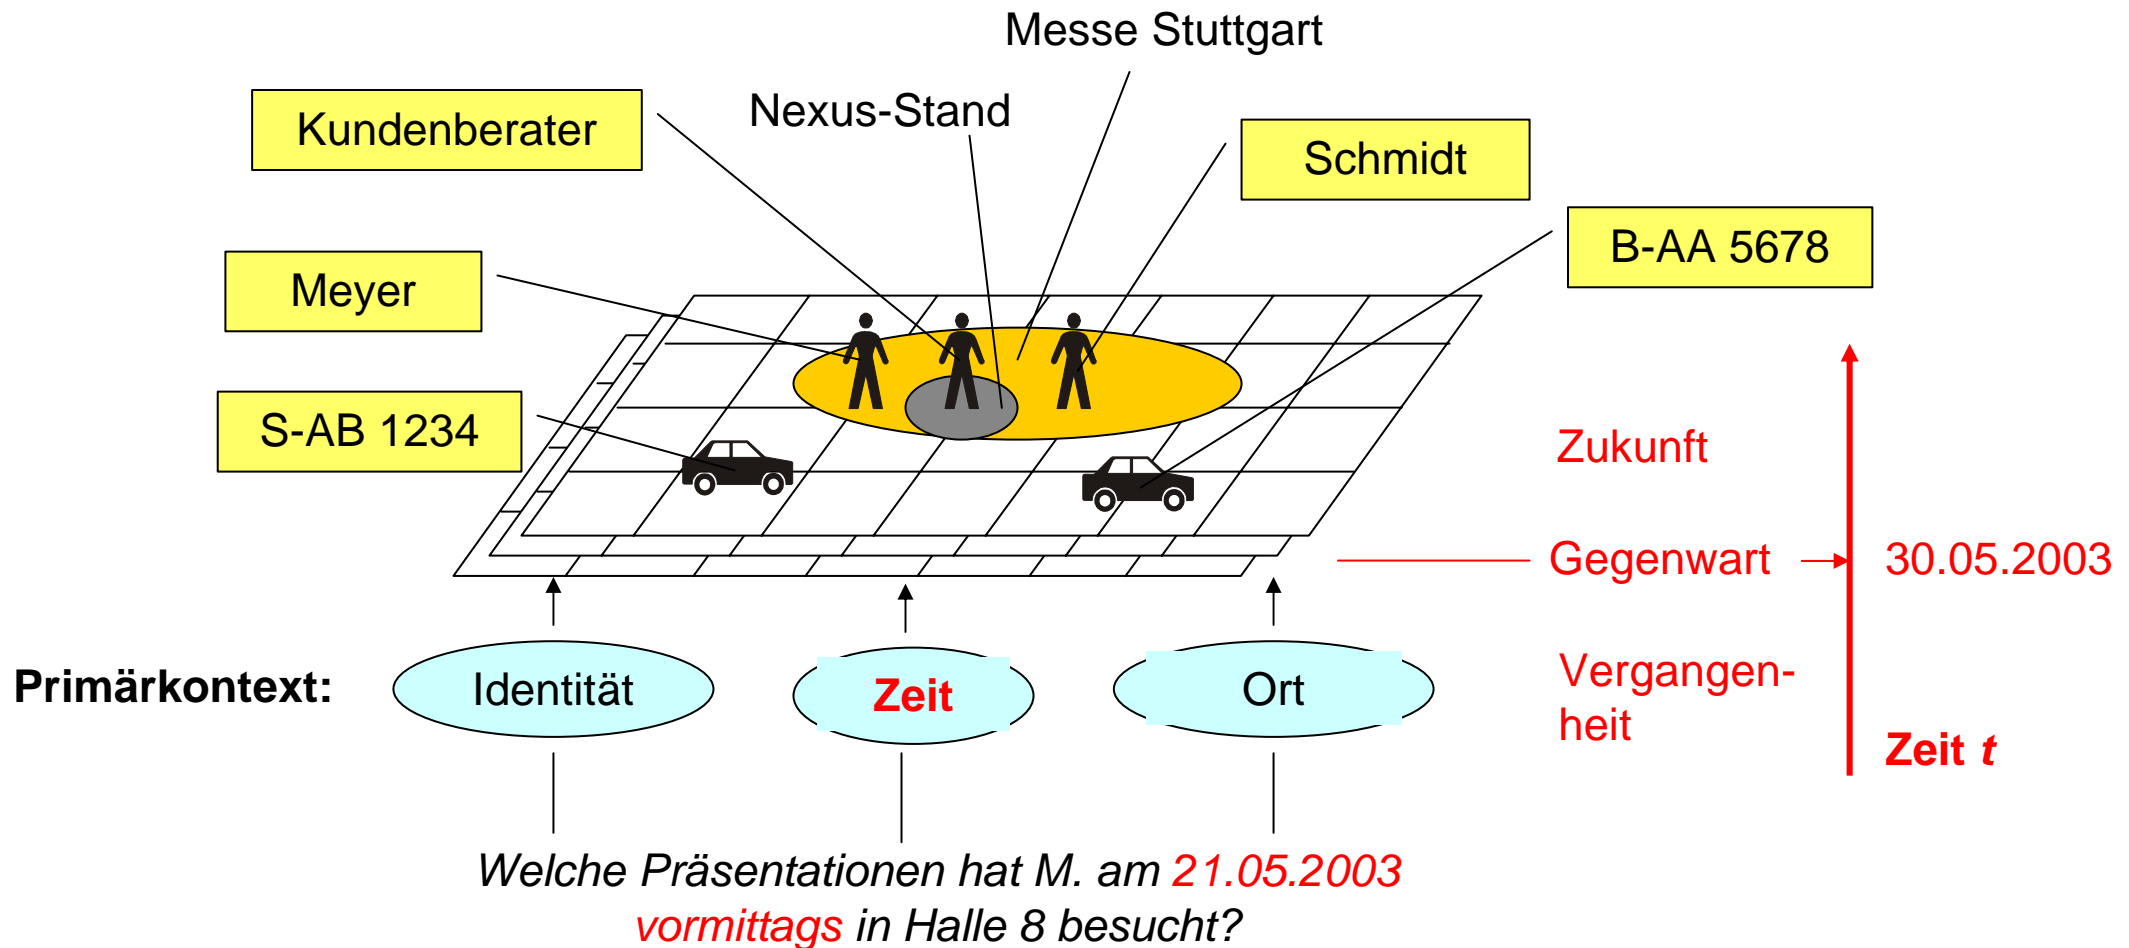 Messe Stuttgart
Nexus-Stand
Kundenberater
Schmidt
B-AA 5678
Meyer
S-AB 1234
Zukunft
Gegenwart
30.05.2003
Vergangen-
heit
Zeit t
Primärkontext:
Identität
Zeit
Ort
Welche Präsentationen hat M. am 21.05.2003
vormittags in Halle 8 besucht?